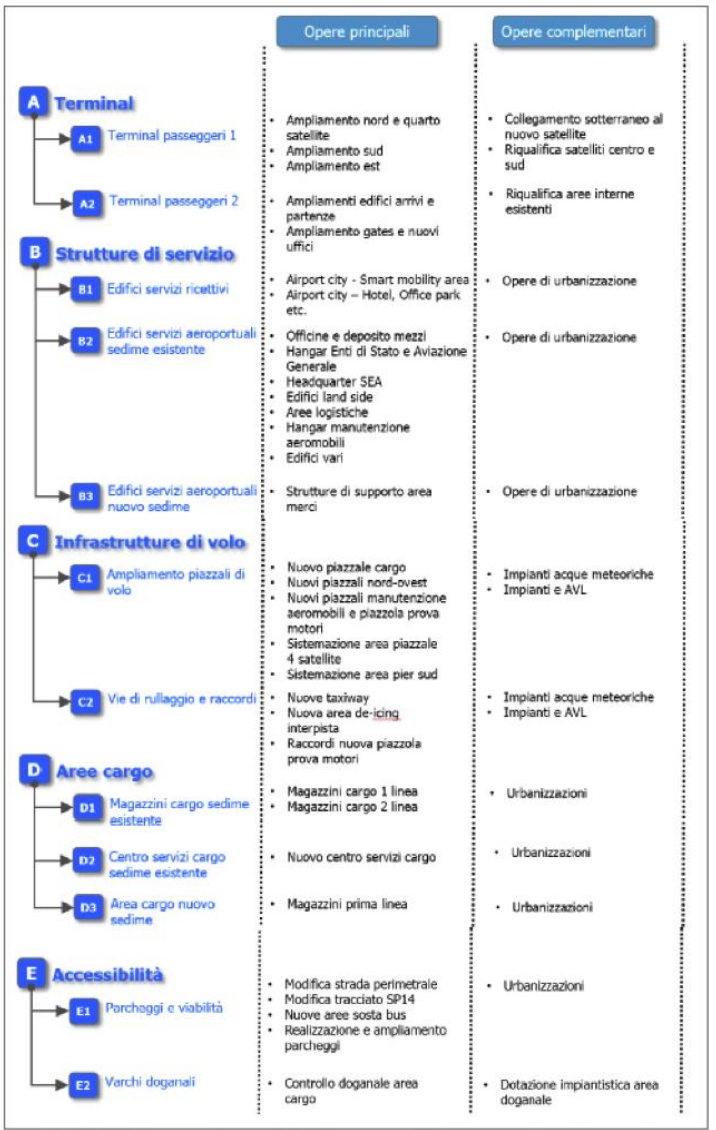 Opere principali
Opere complementari
A Terminal
A1 Terminal passeggeri 1
• Ampliamento nord e quarto
satellite
• Ampliamento sud
• Ampliamento est
• Collegamento sotterraneo al
nuovo satellite
• Riqualifica satelliti centro e
sud
A2 Terminal passeggeri 2
• Ampliamenti edifici arrivi e
partenze
• Ampliamento gates e nuovi
uffici
• Riqualifica aree interne
esistenti
B Strutture di servizio
B1 Edifici servizi ricettivi
• Airport city - Smart mobility area
• Airport city – Hotel, Office park
etc.
• Opere di urbanizzazione
B2 Edifici servizi aeroportuali
sedime esistente
• Officine e deposito mezzi
• Hangar Enti di Stato e Aviazione
Generale
• Headquarter SEA
• Edifici land side
• Aree logistiche
• Hangar manutenzione
aeromobili
• Edifici vari
• Opere di urbanizzazione
B3 Edifici servizi aeroportuali
nuovo sedime
• Strutture di supporto area
merci
• Opere di urbanizzazione
C Infrastrutture di volo
C1 Ampliamento piazzali di
volo
• Nuovo piazzale cargo
• Nuovi piazzali nord-ovest
• Nuovi piazzali manutenzione
aeromobili e piazzola prova
motori
• Sistemazione area piazzale
4 satellite
• Sistemazione area pier sud
• Impianti acque meteoriche
• Impianti e AVL
C2 Vie di rullaggio e raccordi
• Nuove taxiway
• Nuova area de-icing
interpista
• Raccordi nuova piazzola
prova motori
• Impianti acque meteoriche
• Impianti e AVL
D Aree cargo
D1 Magazzini cargo sedime
esistente
• Magazzini cargo 1 linea
• Magazzini cargo 2 linea
• Urbanizzazioni
D2 Centro servizi cargo
sedime esistente
• Nuovo centro servizi cargo
• Urbanizzazioni
D3 Area cargo nuovo
sedime
• Magazzini prima linea
• Urbanizzazioni
E Accessibilità
E1 Parcheggi e viabilità
• Modifica strada perimetrale
• Modifica tracciato SP14
• Nuove aree sosta bus
• Realizzazione e ampliamento
parcheggi
• Urbanizzazioni
E2 Varchi doganali
• Controllo doganale area
cargo
• Dotazione impiantistica area
doganale